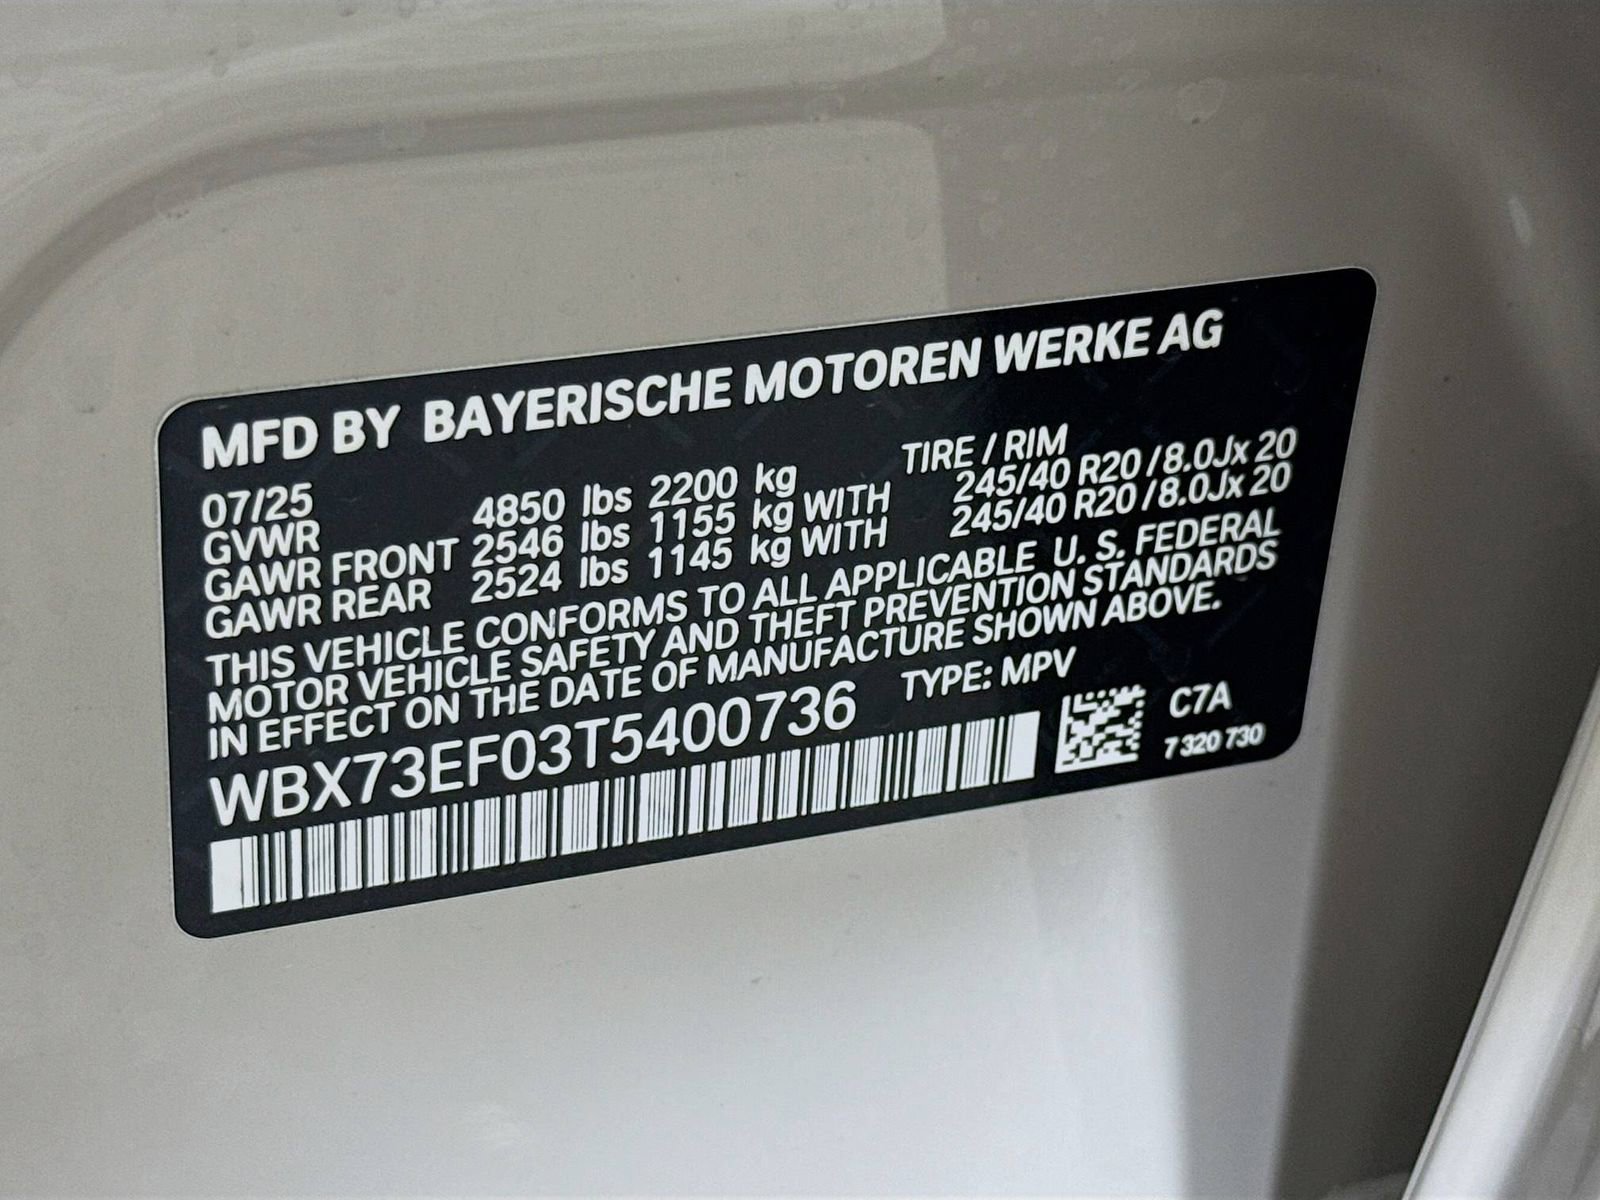 MFD BY BAYERISCHE MOTOREN WERKE AG
07/25 TIRE / RIM
GVWR 4850 lbs 2200 kg
GAWR FRONT 2546 lbs 1155 kg WITH 245/40 R20 / 8.0Jx 20
GAWR REAR 2524 lbs 1145 kg WITH 245/40 R20 / 8.0Jx 20
THIS VEHICLE CONFORMS TO ALL APPLICABLE U. S. FEDERAL
MOTOR VEHICLE SAFETY AND THEFT PREVENTION STANDARDS
IN EFFECT ON THE DATE OF MANUFACTURE SHOWN ABOVE.
WBX73EF03T5400736 TYPE: MPV
C7A
7 320 730